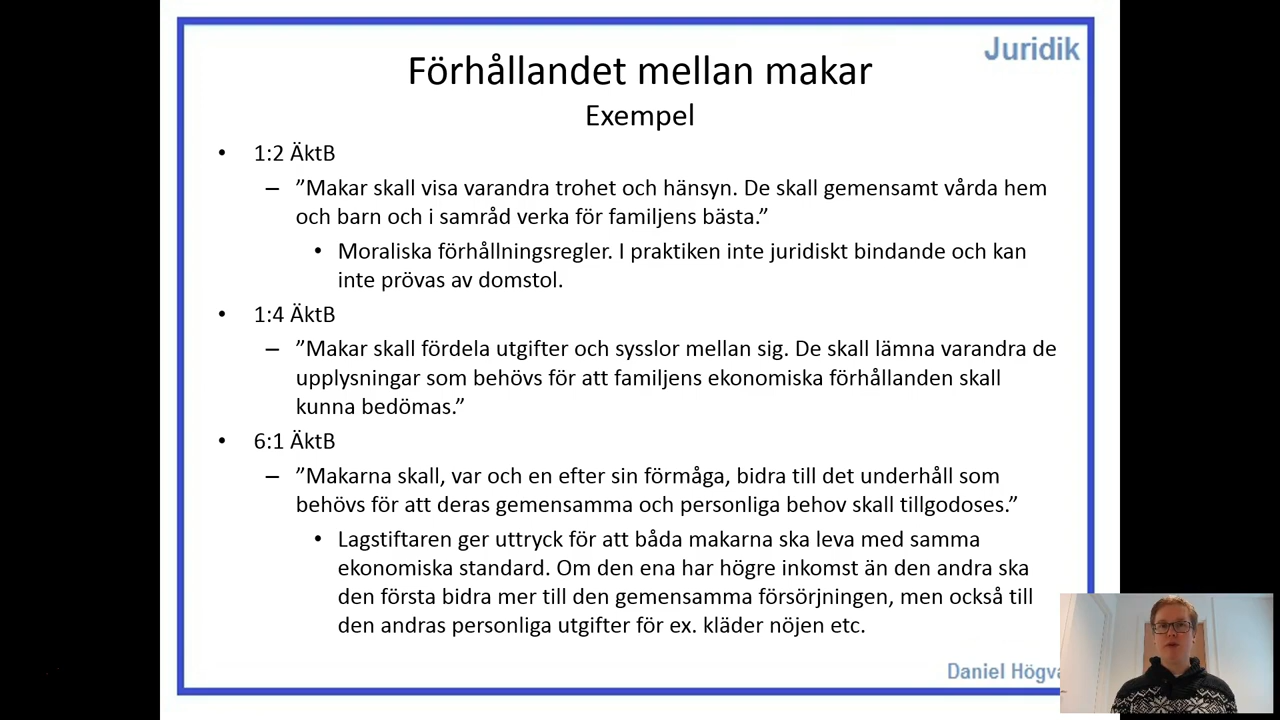 Juridik
Förhållandet mellan makar
Exempel
• 1:2 ÄktB
– ”Makar skall visa varandra trohet och hänsyn. De skall gemensamt vårda hem
och barn och i samråd verka för familjens bästa.”
• Moraliska förhållningsregler. I praktiken inte juridiskt bindande och kan
inte prövas av domstol.
• 1:4 ÄktB
– ”Makar skall fördela utgifter och sysslor mellan sig. De skall lämna varandra de
upplysningar som behövs för att familjens ekonomiska förhållanden skall
kunna bedömas.”
• 6:1 ÄktB
– ”Makarna skall, var och en efter sin förmåga, bidra till det underhåll som
behövs för att deras gemensamma och personliga behov skall tillgodoses.”
• Lagstiftaren ger uttryck för att båda makarna ska leva med samma
ekonomiska standard. Om den ena har högre inkomst än den andra ska
den första bidra mer till den gemensamma försörjningen, men också till
den andras personliga utgifter för ex. kläder nöjen etc.
Daniel